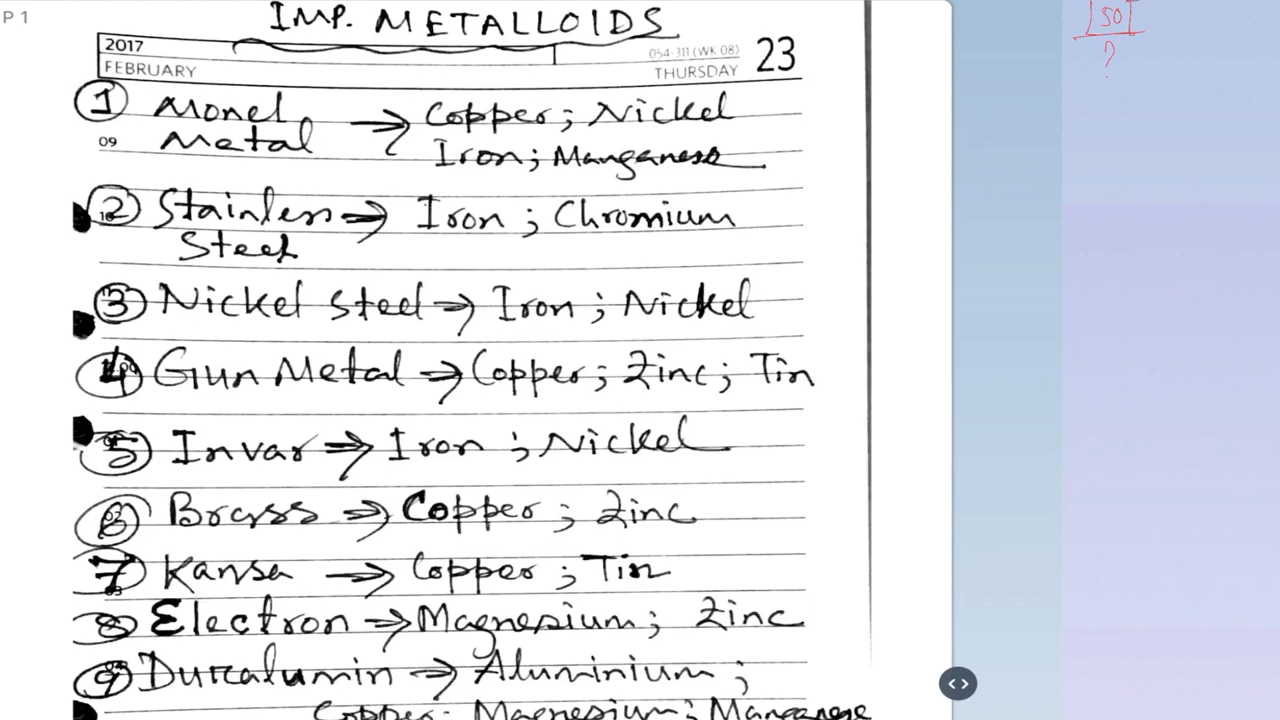 P 1
IMP. METALLOIDS
2017
FEBRUARY
054-311 (WK 08)
THURSDAY
23
① Monel Metal → Copper; Nickel
Iron; Manganese
09
② Stainless Steel → Iron; Chromium
③ Nickel Steel → Iron; Nickel
④ Gun Metal → Copper; Zinc; Tin
⑤ Invar → Iron; Nickel
⑥ Brass → Copper; Zinc
⑦ Kansa → Copper; Tin
⑧ Electron → Magnesium; Zinc
⑨ Duralumin → Aluminium;
Copper; Magnesium; Manganese
50
?